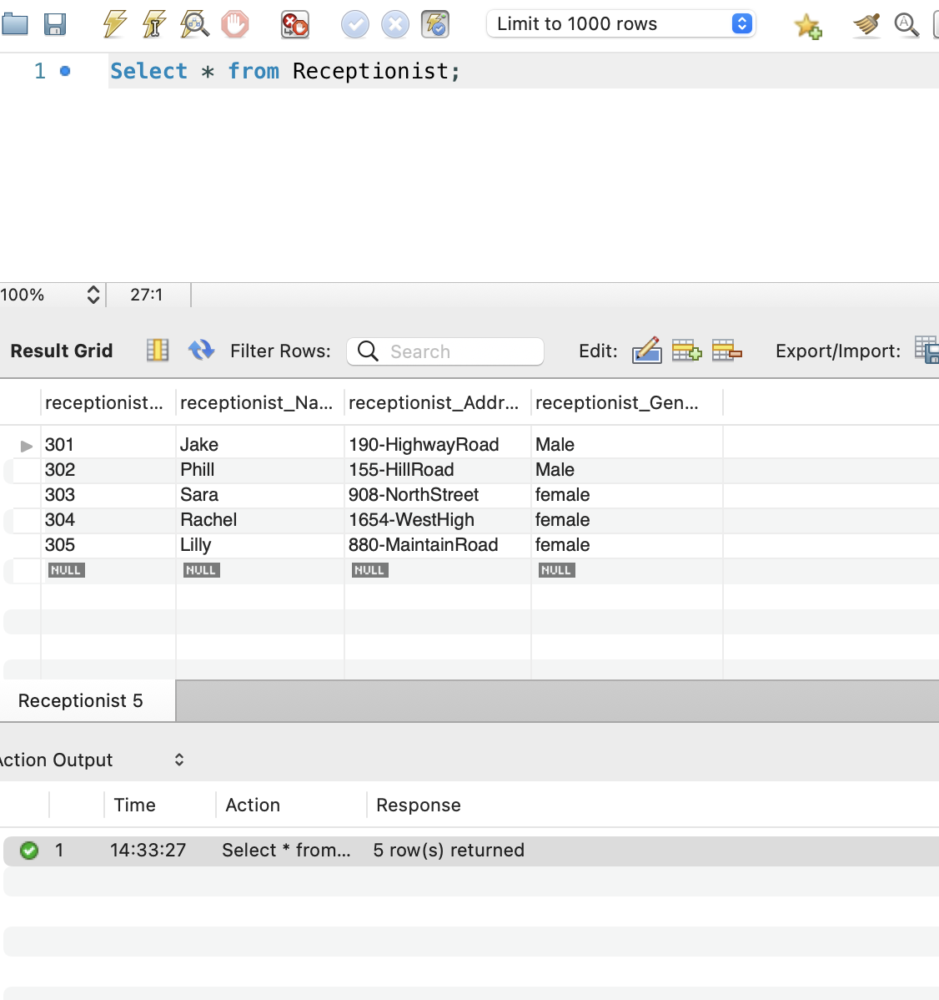 Limit to 1000 rows
1 Select * from Receptionist;
100% 27:1
Result Grid Filter Rows: Search Edit: Export/Import:
receptionist... receptionist_Na... receptionist_Addr... receptionist_Gen...
301 Jake 190-HighwayRoad Male
302 Phill 155-HillRoad Male
303 Sara 908-NorthStreet female
304 Rachel 1654-WestHigh female
305 Lilly 880-MaintainRoad female
NULL NULL NULL NULL
Receptionist 5
Action Output
Time Action Response
1 14:33:27 Select * from... 5 row(s) returned